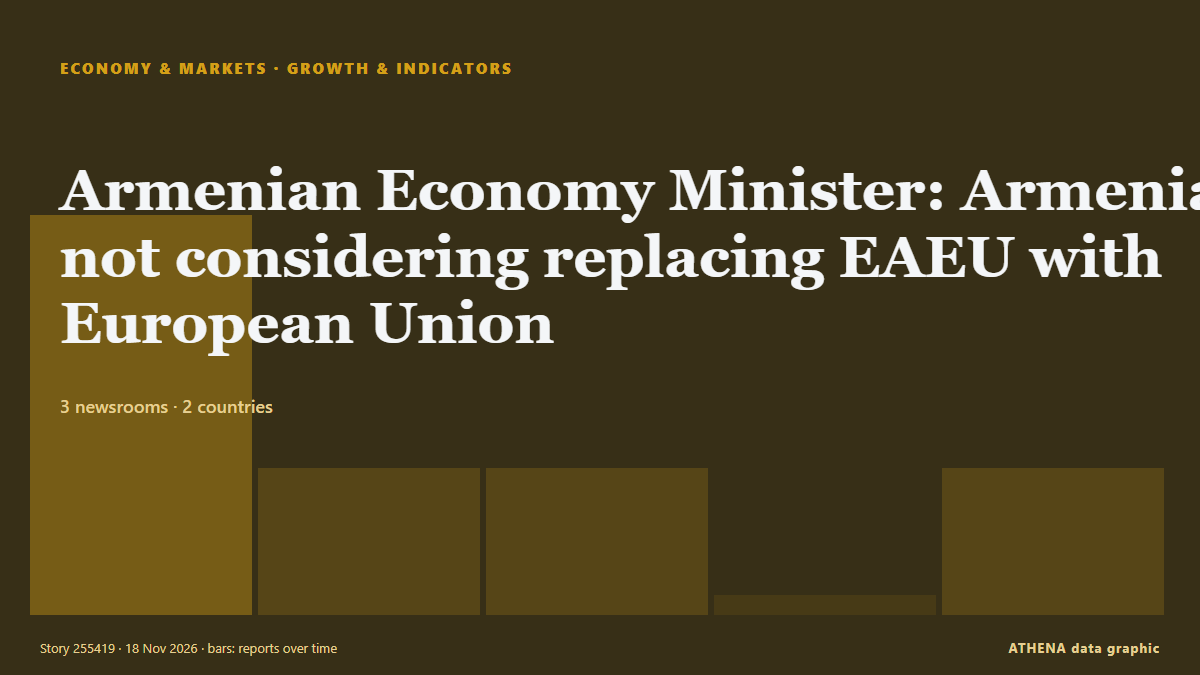 ECONOMY & MARKETS · GROWTH & INDICATORS
Armenian Economy Minister: Armenia
not considering replacing EAEU with
European Union
3 newsrooms · 2 countries
Story 255419 · 18 Nov 2026 · bars: reports over time
ATHENA data graphic